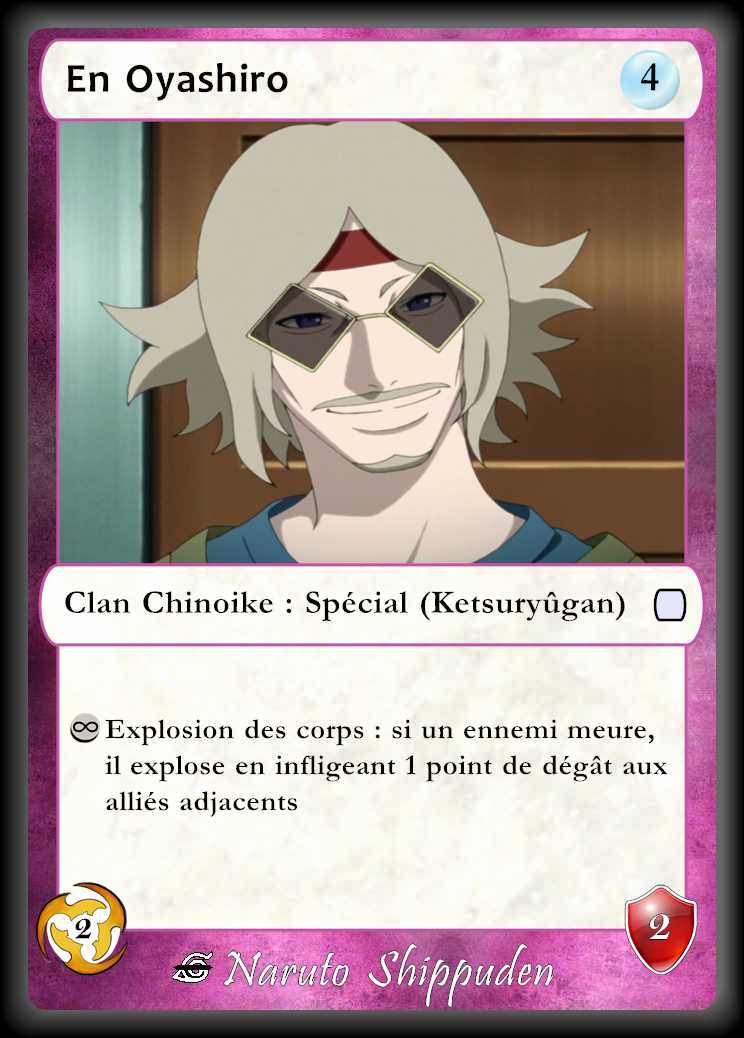 En Oyashiro
4
Clan Chinoike : Spécial (Ketsuryûgan)
∞ Explosion des corps : si un ennemi meure,
il explose en infligeant 1 point de dégât aux
alliés adjacents
2
2
Naruto Shippuden